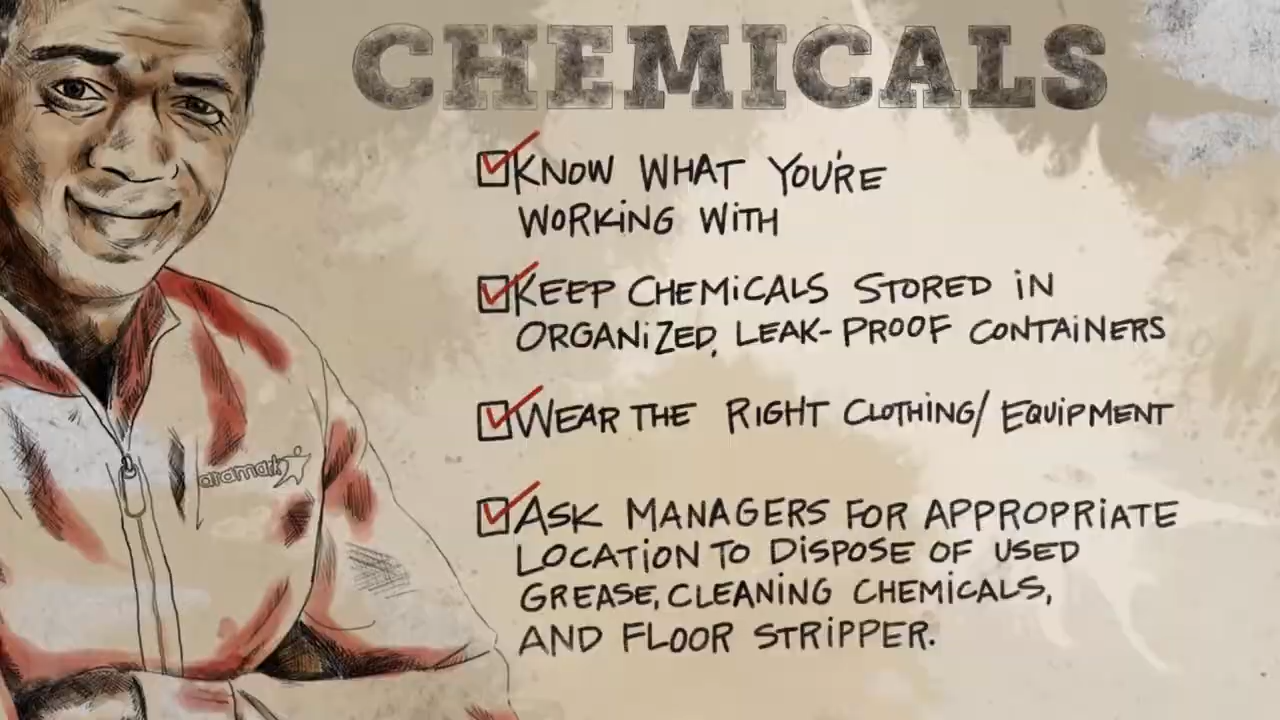 CHEMICALS
KNOW WHAT YOU'RE
WORKING WITH
KEEP CHEMICALS STORED IN
ORGANIZED, LEAK-PROOF CONTAINERS
WEAR THE RIGHT CLOTHING/EQUIPMENT
ASK MANAGERS FOR APPROPRIATE
LOCATION TO DISPOSE OF USED
GREASE, CLEANING CHEMICALS,
AND FLOOR STRIPPER.
aramark